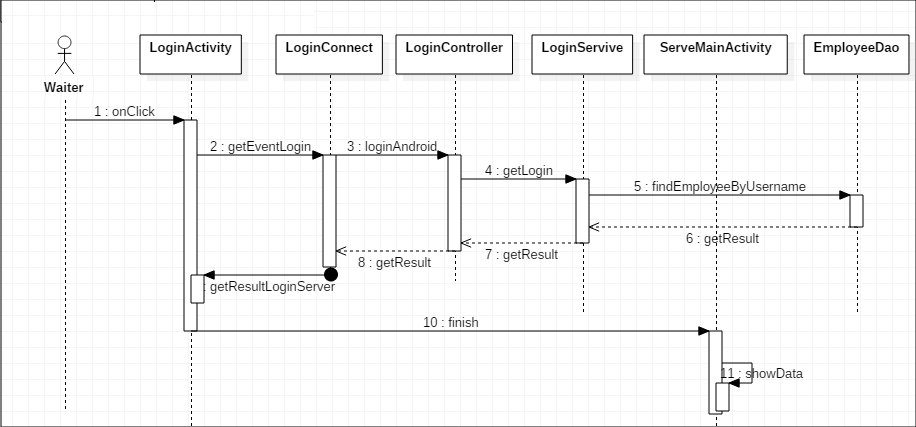 LoginActivity
LoginConnect
LoginController
LoginServive
ServeMainActivity
EmployeeDao
Waiter
1 : onClick
2 : getEventLogin
3 : loginAndroid
4 : getLogin
5 : findEmployeeByUsername
6 : getResult
7 : getResult
8 : getResult
: getResultLoginServer
10 : finish
11 : showData